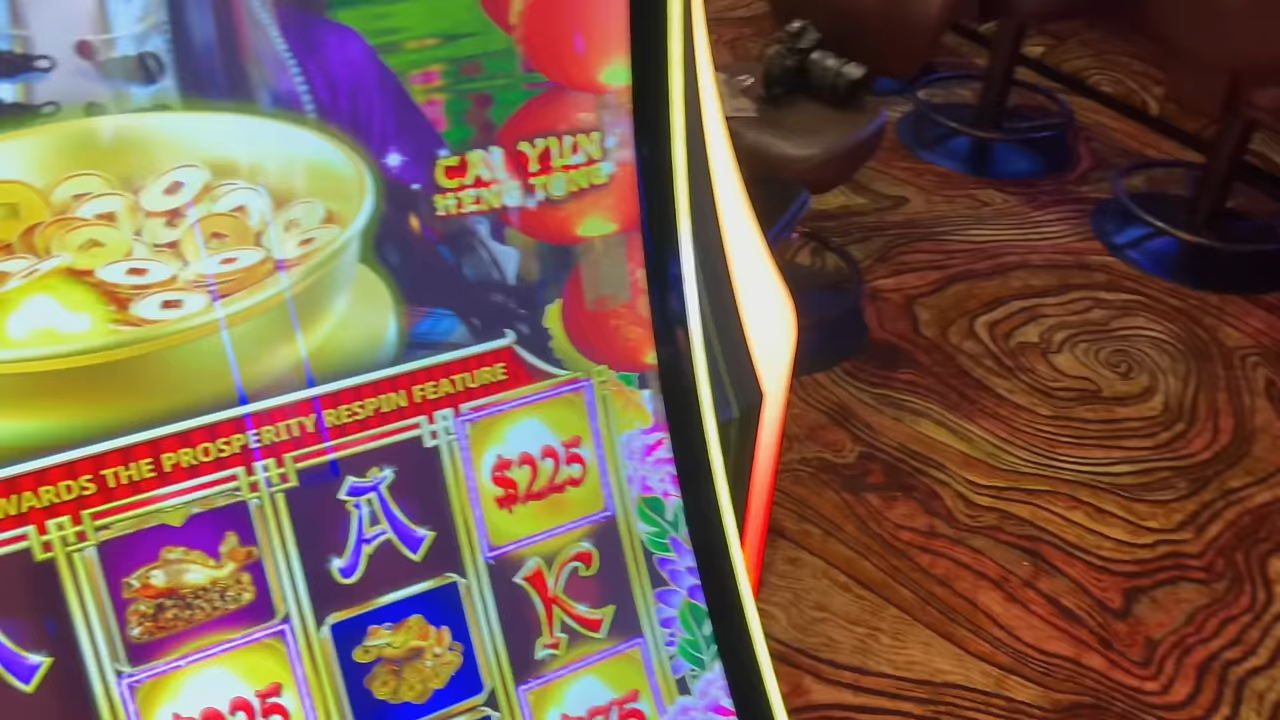 CAI YUN
HENG TONG
WARDS THE PROSPERITY RESPIN FEATURE
$225
A
K